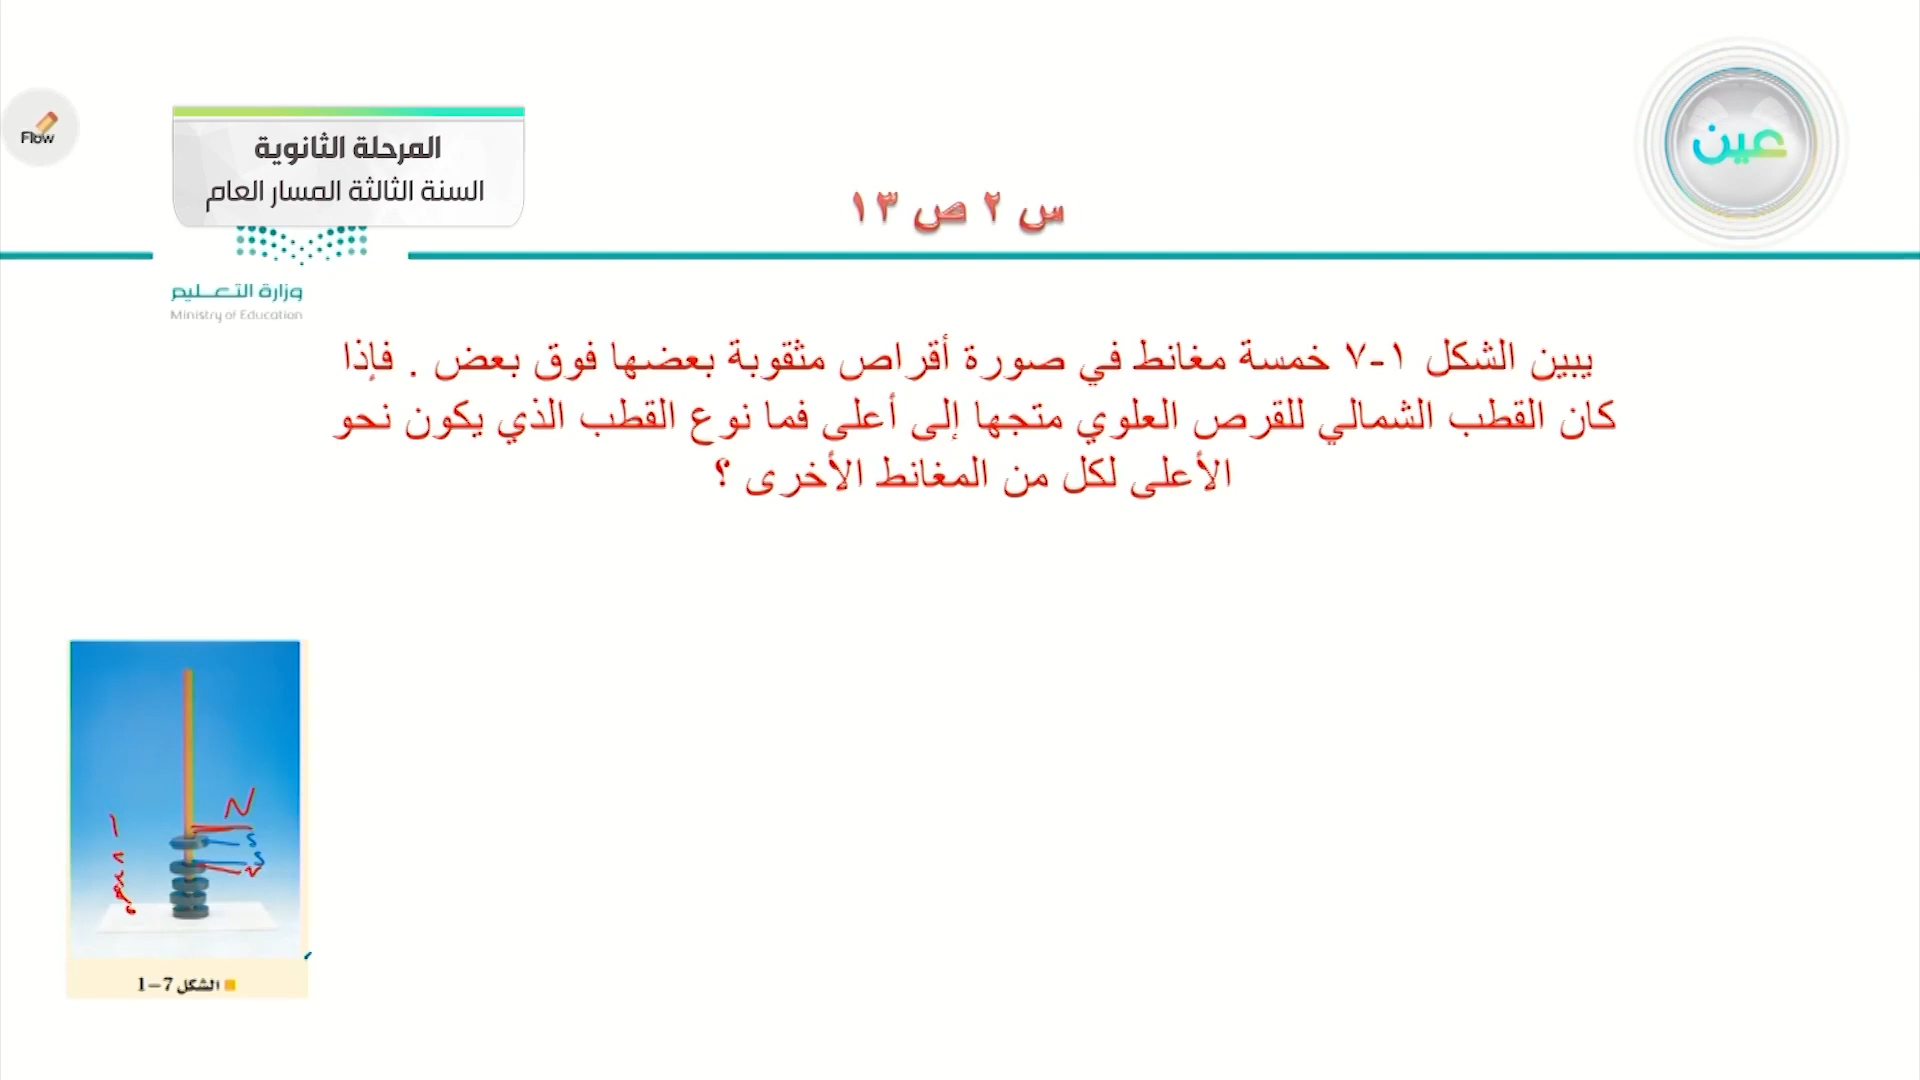 Flow
المرحلة الثانوية
السنة الثالثة المسار العام
عين
س ٢ ص ١٣
وزارة التعليم
Ministry of Education
يبين الشكل ١-٧ خمسة مغانط في صورة أقراص مثقوبة بعضها فوق بعض . فإذا
كان القطب الشمالي للقرص العلوي متجها إلى أعلى فما نوع القطب الذي يكون نحو
الأعلى لكل من المغانط الأخرى ؟
N
S
S
الشكل 7-1